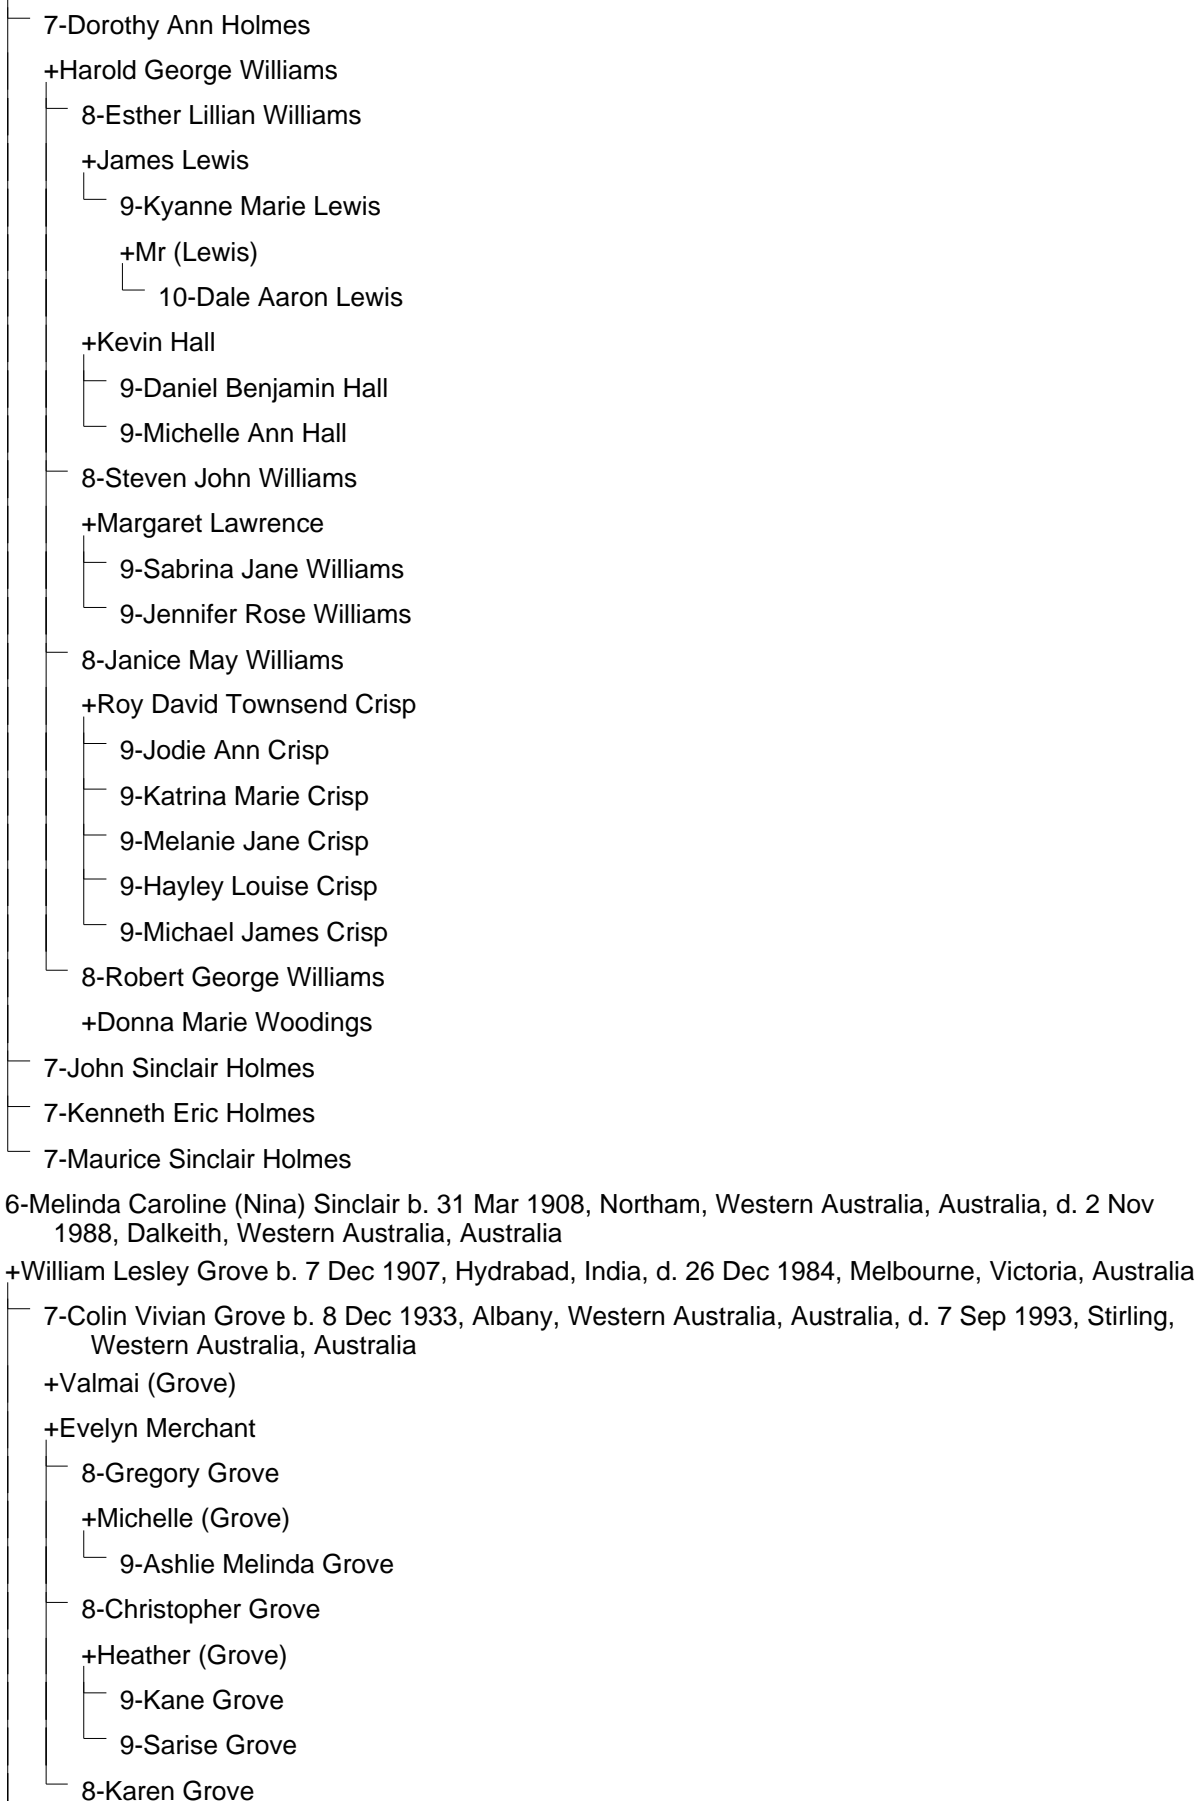 7-Dorothy Ann Holmes
+Harold George Williams
8-Esther Lillian Williams
+James Lewis
9-Kyanne Marie Lewis
+Mr (Lewis)
10-Dale Aaron Lewis
+Kevin Hall
9-Daniel Benjamin Hall
9-Michelle Ann Hall
8-Steven John Williams
+Margaret Lawrence
9-Sabrina Jane Williams
9-Jennifer Rose Williams
8-Janice May Williams
+Roy David Townsend Crisp
9-Jodie Ann Crisp
9-Katrina Marie Crisp
9-Melanie Jane Crisp
9-Hayley Louise Crisp
9-Michael James Crisp
8-Robert George Williams
+Donna Marie Woodings
7-John Sinclair Holmes
7-Kenneth Eric Holmes
7-Maurice Sinclair Holmes
6-Melinda Caroline (Nina) Sinclair b. 31 Mar 1908, Northam, Western Australia, Australia, d. 2 Nov
1988, Dalkeith, Western Australia, Australia
+William Lesley Grove b. 7 Dec 1907, Hydrabad, India, d. 26 Dec 1984, Melbourne, Victoria, Australia
7-Colin Vivian Grove b. 8 Dec 1933, Albany, Western Australia, Australia, d. 7 Sep 1993, Stirling,
Western Australia, Australia
+Valmai (Grove)
+Evelyn Merchant
8-Gregory Grove
+Michelle (Grove)
9-Ashlie Melinda Grove
8-Christopher Grove
+Heather (Grove)
9-Kane Grove
9-Sarise Grove
8-Karen Grove